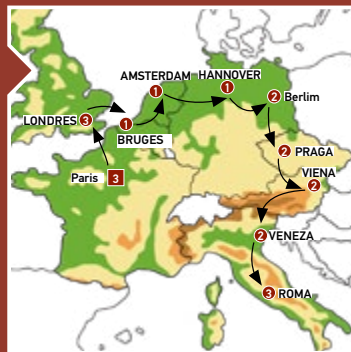 AMSTERDAM
1
HANNOVER
1
2 Berlim
LONDRES 3
1
BRUGES
2 PRAGA
Paris 3
VIENA
2
2 VENEZA
3 ROMA